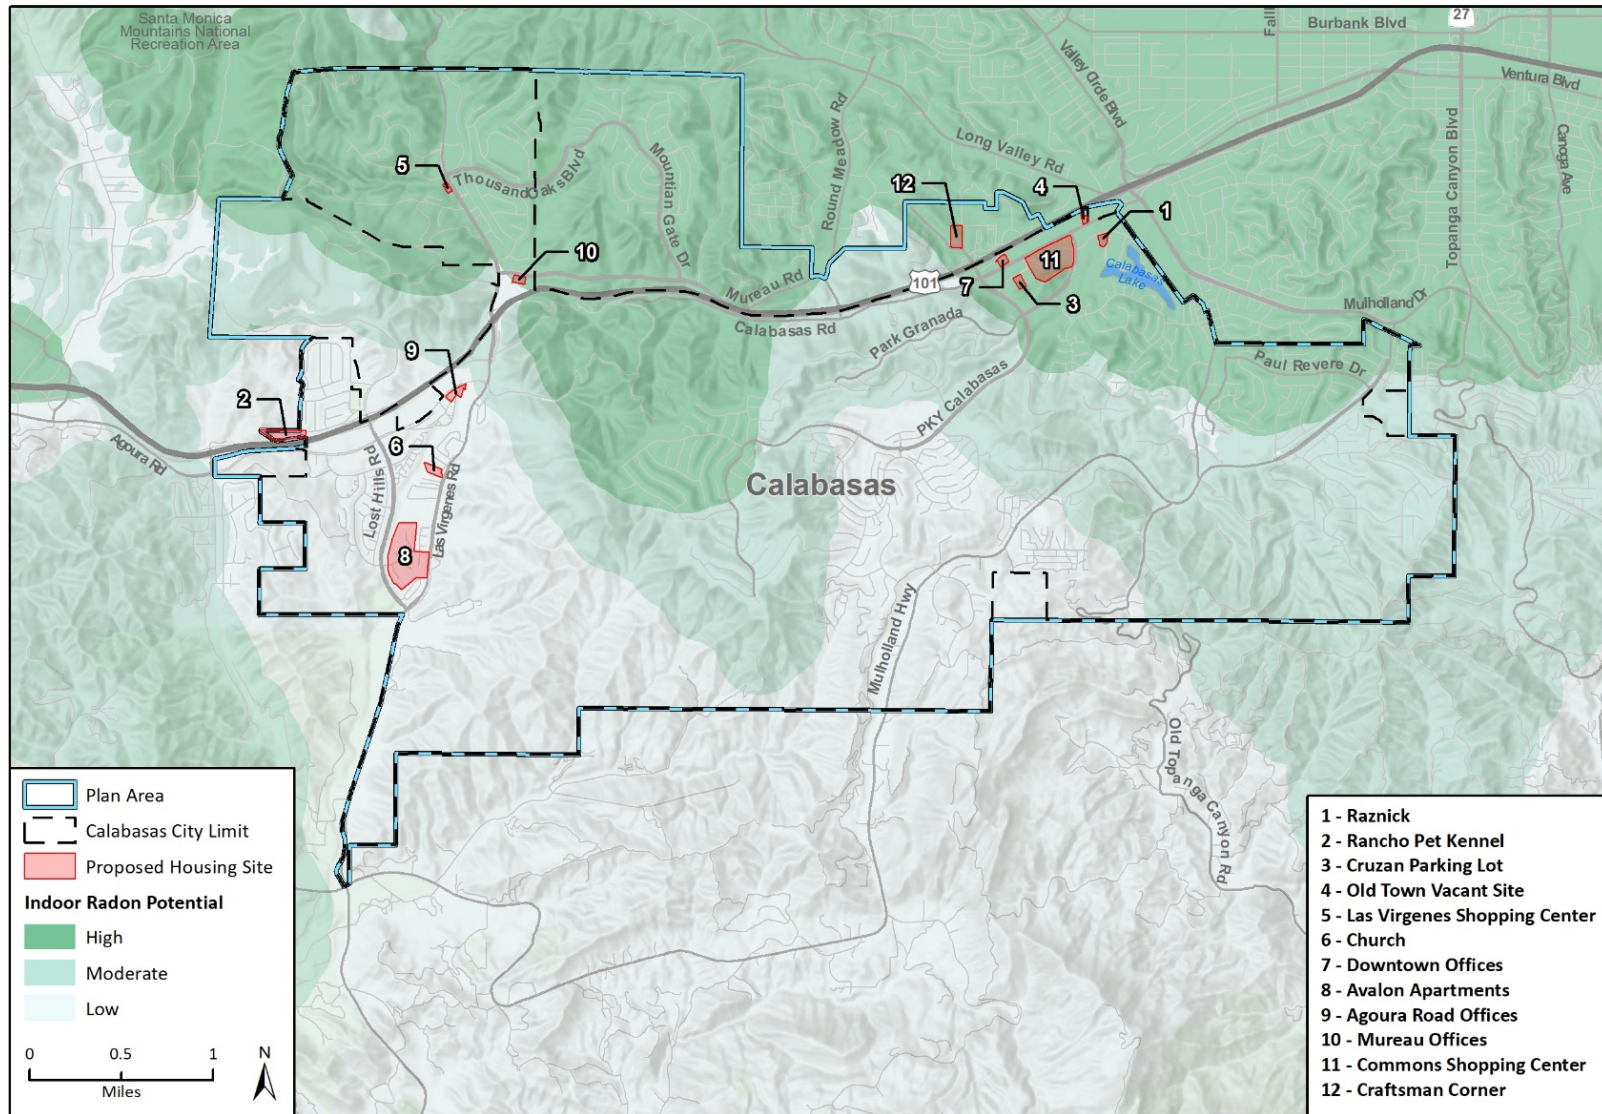 Santa Monica
Mountains National
Recreation Area
Burbank Blvd
27
Ventura Blvd
Valley Circle Blvd
Topanga Canyon Blvd
Canoga Ave
Long Valley Rd
Round Meadow Rd
Mountian Gate Dr
Thousand Oaks Blvd
5
12
4
1
10
11
7
3
101
Mureau Rd
Calabasas Rd
Calabasas
Lake
Mulholland Dr
Park Granada
Paul Revere Dr
PKY Calabasas
9
2
6
Agoura Rd
Lost Hills Rd
Las Virgenes Rd
Calabasas
8
Mulholland Hwy
Old Topanga Canyon Rd
Plan Area
Calabasas City Limit
Proposed Housing Site
Indoor Radon Potential
High
Moderate
Low
0 0.5 1
Miles
N
1 - Raznick
2 - Rancho Pet Kennel
3 - Cruzan Parking Lot
4 - Old Town Vacant Site
5 - Las Virgenes Shopping Center
6 - Church
7 - Downtown Offices
8 - Avalon Apartments
9 - Agoura Road Offices
10 - Mureau Offices
11 - Commons Shopping Center
12 - Craftsman Corner